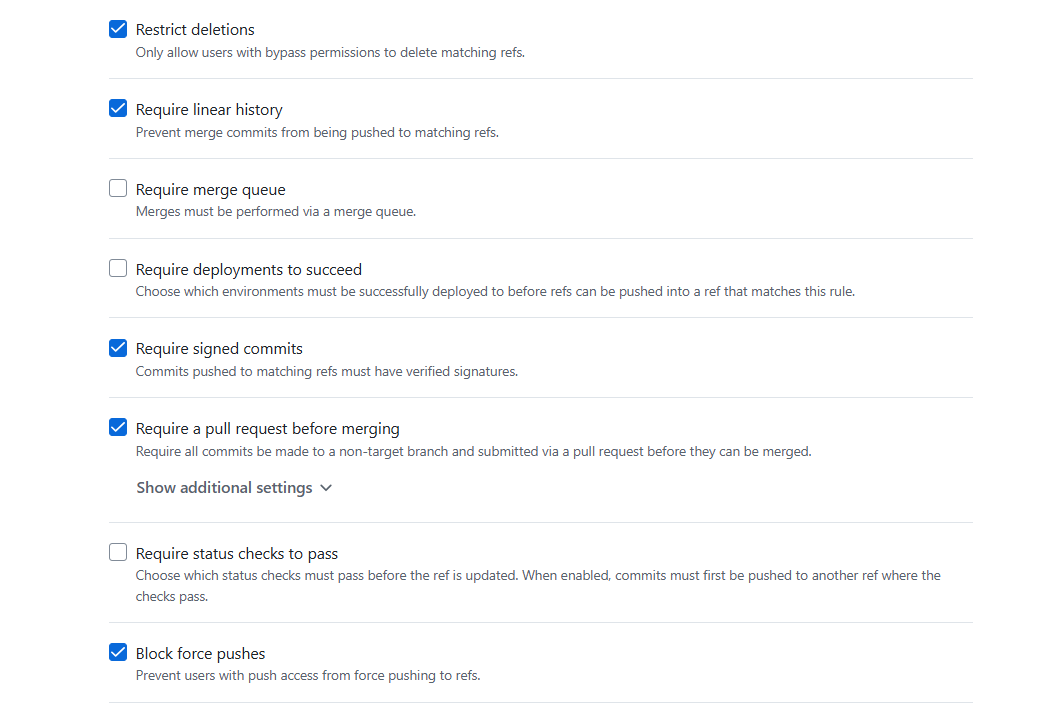 Restrict deletions
Only allow users with bypass permissions to delete matching refs.
Require linear history
Prevent merge commits from being pushed to matching refs.
Require merge queue
Merges must be performed via a merge queue.
Require deployments to succeed
Choose which environments must be successfully deployed to before refs can be pushed into a ref that matches this rule.
Require signed commits
Commits pushed to matching refs must have verified signatures.
Require a pull request before merging
Require all commits be made to a non-target branch and submitted via a pull request before they can be merged.
Show additional settings
Require status checks to pass
Choose which status checks must pass before the ref is updated. When enabled, commits must first be pushed to another ref where the
checks pass.
Block force pushes
Prevent users with push access from force pushing to refs.